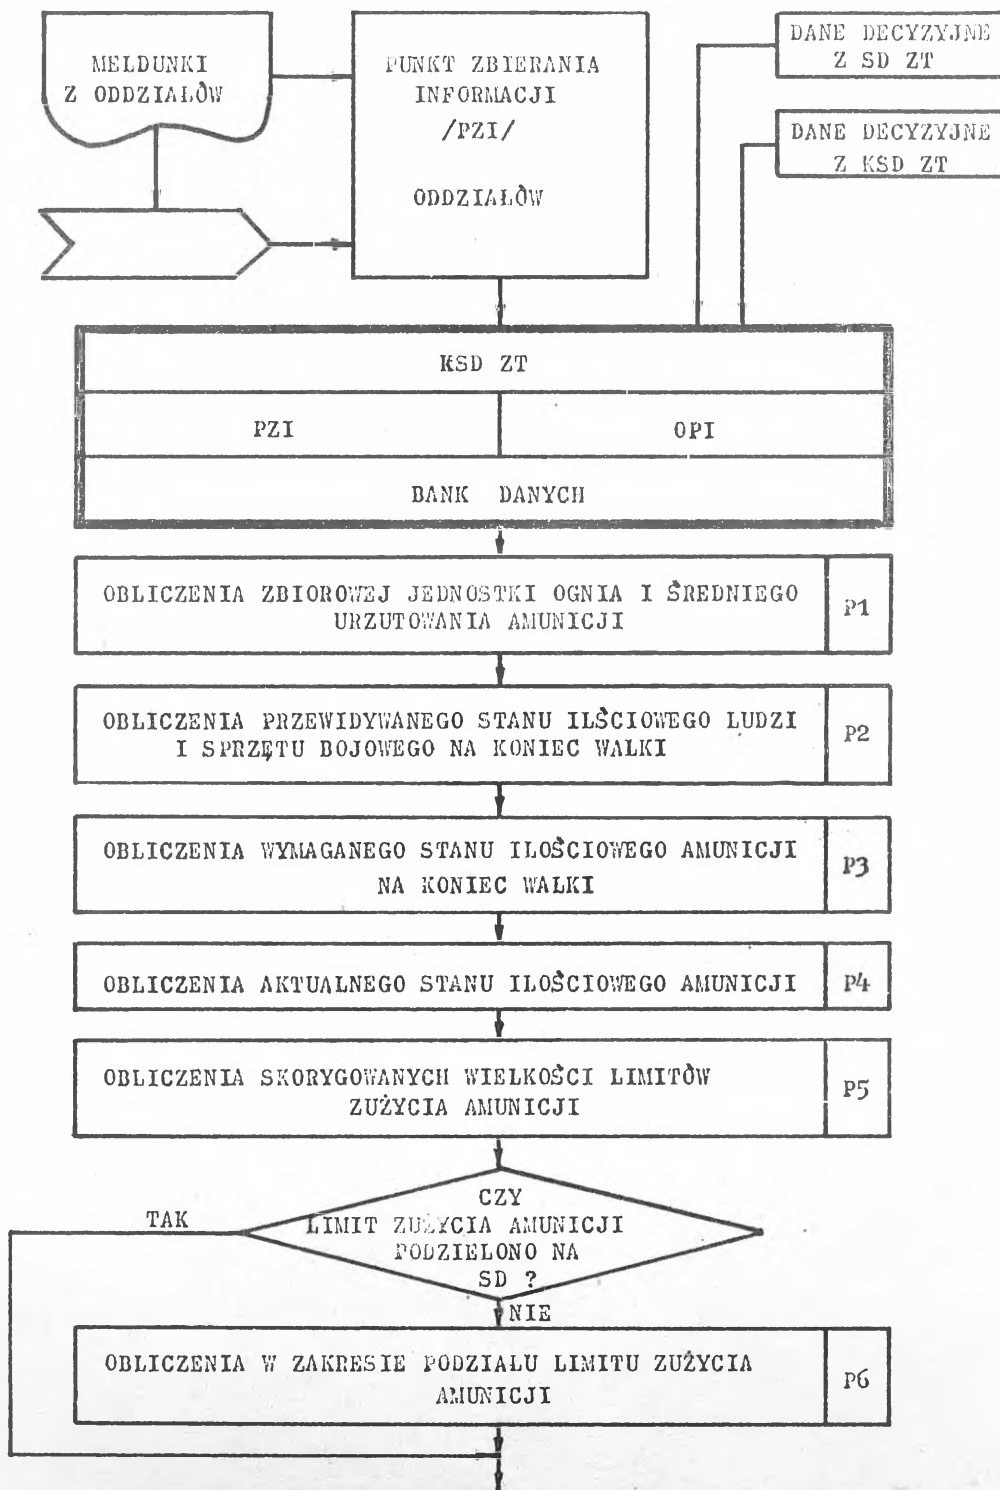 MELDUNKI
Z ODDZIAŁÓW
PUNKT ZBIERANIA
INFORMACJI
/PZI/
ODDZIAŁÓW
DANE DECYZYJNE
Z SD ZT
DANE DECYZYJNE
Z KSD ZT
KSD ZT
PZI
OPI
BANK DANYCH
OBLICZENIA ZBIOROWEJ JEDNOSTKI OGNIA I ŚREDNIEGO
URZUTOWANIA AMUNICJI
P1
OBLICZENIA PRZEWIDYWANEGO STANU ILŚCIOWEGO LUDZI
I SPRZĘTU BOJOWEGO NA KONIEC WALKI
P2
OBLICZENIA WYMAGANEGO STANU ILOŚCIOWEGO AMUNICJI
NA KONIEC WALKI
P3
OBLICZENIA AKTUALNEGO STANU ILOŚCIOWEGO AMUNICJI
P4
OBLICZENIA SKORYGOWANYCH WIELKOŚCI LIMITÓW
ZUŻYCIA AMUNICJI
P5
TAK
CZY
LIMIT ZUŻYCIA AMUNICJI
PODZIELONO NA
SD ?
NIE
OBLICZENIA W ZAKRESIE PODZIALU LIMITU ZUŻYCIA
AMUNICJI
P6